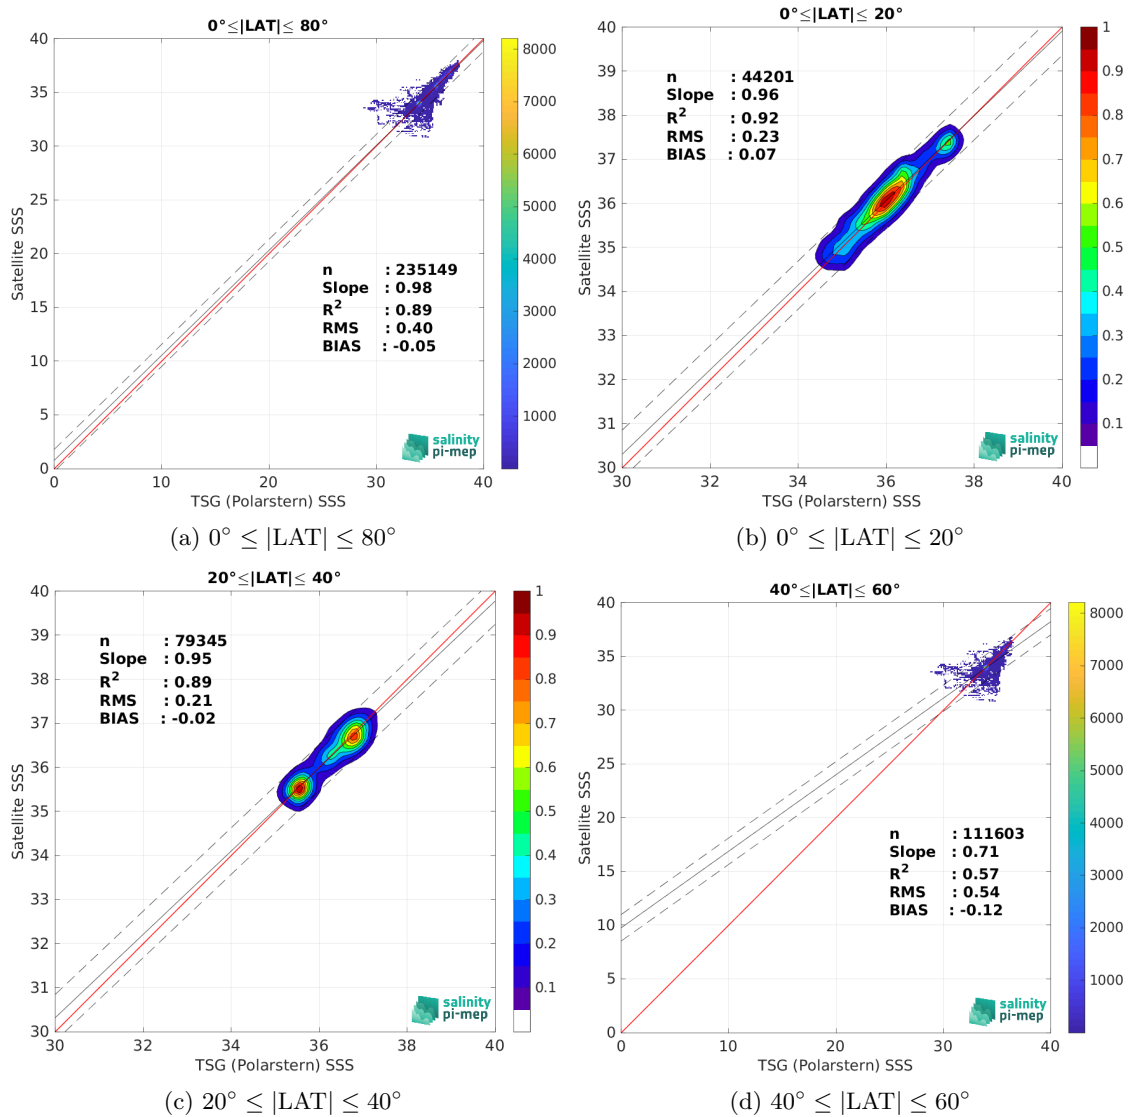 0°≤|LAT|≤ 80°
40
35
30
25
20
15
10
5
0
0
10
20
30
40
Satellite SSS
TSG (Polarstern) SSS
n : 235149
Slope : 0.98
R² : 0.89
RMS : 0.40
BIAS : -0.05
salinity
pi-mep
8000
7000
6000
5000
4000
3000
2000
1000
(a) 0° ≤ |LAT| ≤ 80°
0°≤|LAT|≤ 20°
40
39
38
37
36
35
34
33
32
31
30
30
32
34
36
38
40
Satellite SSS
TSG (Polarstern) SSS
n : 44201
Slope : 0.96
R² : 0.92
RMS : 0.23
BIAS : 0.07
salinity
pi-mep
1
0.9
0.8
0.7
0.6
0.5
0.4
0.3
0.2
0.1
(b) 0° ≤ |LAT| ≤ 20°
20°≤|LAT|≤ 40°
40
39
38
37
36
35
34
33
32
31
30
30
32
34
36
38
40
Satellite SSS
TSG (Polarstern) SSS
n : 79345
Slope : 0.95
R² : 0.89
RMS : 0.21
BIAS : -0.02
salinity
pi-mep
1
0.9
0.8
0.7
0.6
0.5
0.4
0.3
0.2
0.1
(c) 20° ≤ |LAT| ≤ 40°
40°≤|LAT|≤ 60°
40
35
30
25
20
15
10
5
0
0
10
20
30
40
Satellite SSS
TSG (Polarstern) SSS
n : 111603
Slope : 0.71
R² : 0.57
RMS : 0.54
BIAS : -0.12
salinity
pi-mep
8000
7000
6000
5000
4000
3000
2000
1000
(d) 40° ≤ |LAT| ≤ 60°